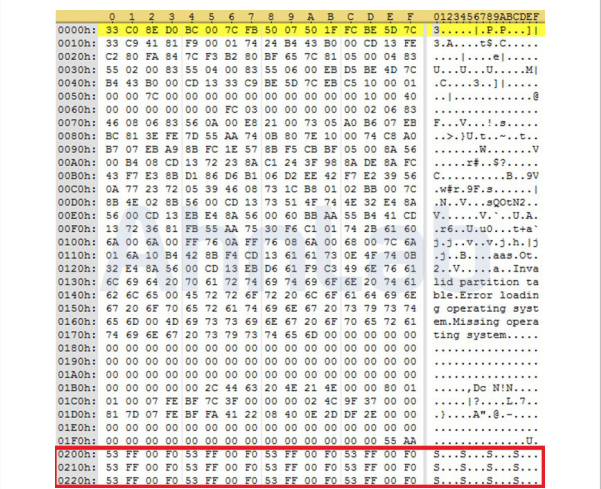 0 1 2 3 4 5 6 7 8 9 A B C D E F 0123456789ABCDEF
0000h: 33 C0 8E D0 BC 00 7C FB 50 07 50 1F FC BE 5D 7C 3.....|.P.P...]|
0010h: 33 C9 41 81 F9 00 01 74 24 B4 43 B0 00 CD 13 FE 3.A....t$.C.....
0020h: C2 80 FA 84 7C F3 B2 80 BF 65 7C 81 05 00 04 83 ....|....e|.....
0030h: 55 02 00 83 55 04 00 83 55 06 00 EB D5 BE 4D 7C U...U...U.....M|
0040h: B4 43 B0 00 CD 13 33 C9 BE 5D 7C EB C5 10 00 01 .C....3..]|.....
0050h: 00 00 7C 00 00 00 00 00 00 00 00 00 00 10 00 40 ..|............@
0060h: 00 00 00 00 00 00 FC 03 00 00 00 00 00 02 06 83 ................
0070h: 46 08 06 83 56 0A 00 E8 21 00 73 05 A0 B6 07 EB F...V...!.s.....
0080h: BC 81 3E FE 7D 55 AA 74 0B 80 7E 10 00 74 C8 A0 ..>.}U.t..~..t..
0090h: B7 07 EB A9 8B FC 1E 57 8B F5 CB BF 05 00 8A 56 .......W.......V
00A0h: 00 B4 08 CD 13 72 23 8A C1 24 3F 98 8A DE 8A FC .....r#..$?.....
00B0h: 43 F7 E3 8B D1 86 D6 B1 06 D2 EE 42 F7 E2 39 56 C..........B..9V
00C0h: 0A 77 23 72 05 39 46 08 73 1C B8 01 02 BB 00 7C .w#r.9F.s......|
00D0h: 8B 4E 02 8B 56 00 CD 13 73 51 4F 74 4E 32 E4 8A .N..V...sQOtN2..
00E0h: 56 00 CD 13 EB E4 8A 56 00 60 BB AA 55 B4 41 CD V......V.`..U.A.
00F0h: 13 72 36 81 FB 55 AA 75 30 F6 C1 01 74 2B 61 60 .r6..U.u0...t+a`
0100h: 6A 00 6A 00 FF 76 0A FF 76 08 6A 00 68 00 7C 6A j.j..v..v.j.h.|j
0110h: 01 6A 10 B4 42 8B F4 CD 13 61 61 73 0E 4F 74 0B .j..B....aas.Ot.
0120h: 32 E4 8A 56 00 CD 13 EB D6 61 F9 C3 49 6E 76 61 2..V.....a..Inva
0130h: 6C 69 64 20 70 61 72 74 69 74 69 6F 6E 20 74 61 lid partition ta
0140h: 62 6C 65 00 45 72 72 6F 72 20 6C 6F 61 64 69 6E ble.Error loadin
0150h: 67 20 6F 70 65 72 61 74 69 6E 67 20 73 79 73 74 g operating syst
0160h: 65 6D 00 4D 69 73 73 69 6E 67 20 6F 70 65 72 61 em.Missing opera
0170h: 74 69 6E 67 20 73 79 73 74 65 6D 00 00 00 00 00 ting system.....
0180h: 00 00 00 00 00 00 00 00 00 00 00 00 00 00 00 00 ................
0190h: 00 00 00 00 00 00 00 00 00 00 00 00 00 00 00 00 ................
01A0h: 00 00 00 00 00 00 00 00 00 00 00 00 00 00 00 00 ................
01B0h: 00 00 00 00 00 2C 44 63 20 4E 21 4E 00 00 80 01 .....,Dc N!N....
01C0h: 01 00 07 FE BF 7C 3F 00 00 00 02 4C 9F 37 00 00 .....|?....L.7..
01D0h: 81 7D 07 FE BF FA 41 22 08 40 0E 2D DF 2E 00 00 .}....A".@.-....
01E0h: 00 00 00 00 00 00 00 00 00 00 00 00 00 00 00 00 ................
01F0h: 00 00 00 00 00 00 00 00 00 00 00 00 00 00 55 AA ..............U.
0200h: 53 FF 00 F0 53 FF 00 F0 53 FF 00 F0 53 FF 00 F0 S...S...S...S...
0210h: 53 FF 00 F0 53 FF 00 F0 53 FF 00 F0 53 FF 00 F0 S...S...S...S...
0220h: 53 FF 00 F0 53 FF 00 F0 53 FF 00 F0 53 FF 00 F0 S...S...S...S...